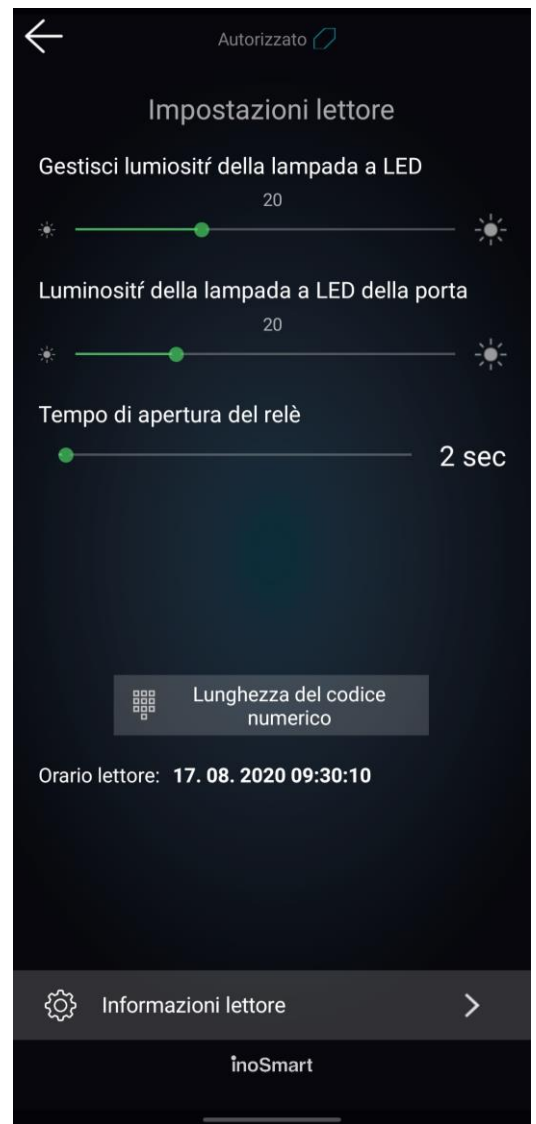 Autorizzato
Impostazioni lettore
Gestisci lumiositŕ della lampada a LED
20
Luminositŕ della lampada a LED della porta
20
Tempo di apertura del relè
2 sec
Lunghezza del codice
numerico
Orario lettore: 17. 08. 2020 09:30:10
Informazioni lettore
inoSmart